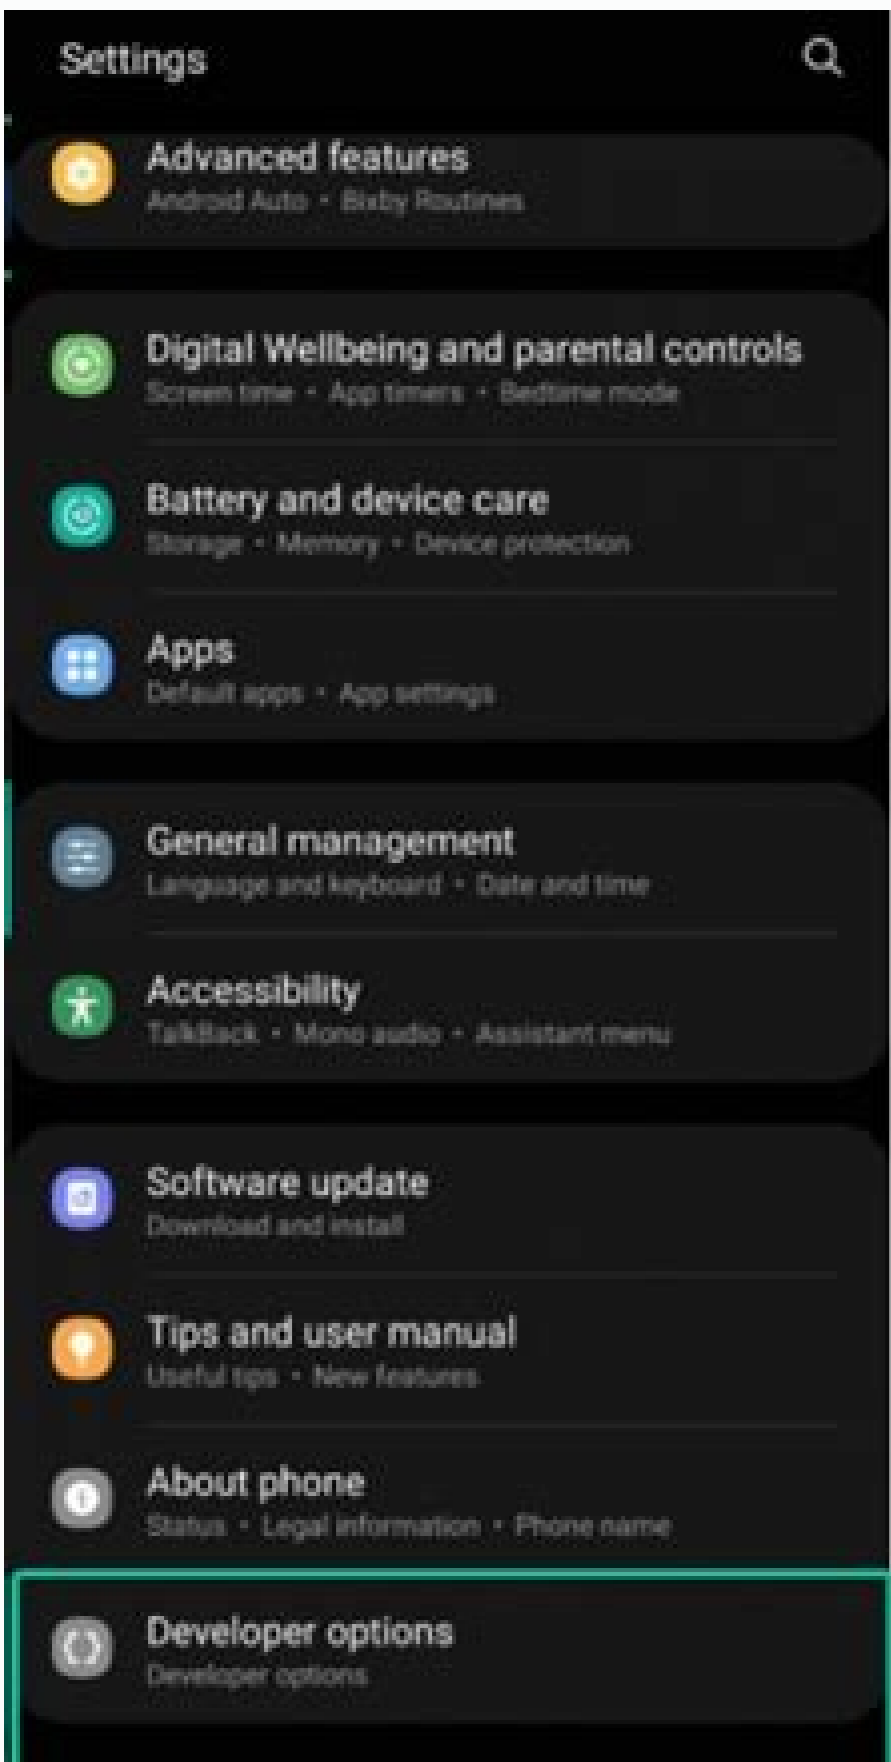 Settings
Advanced features
Android Auto • Bixby Routines
Digital Wellbeing and parental controls
Screen time • App timers • Bedtime mode
Battery and device care
Storage • Memory • Device protection
Apps
Default apps • App settings
General management
Language and keyboard • Date and time
Accessibility
TalkBack • Mono audio • Assistant menu
Software update
Download and install
Tips and user manual
Useful tips • New features
About phone
Status • Legal information • Phone name
Developer options
Developer options